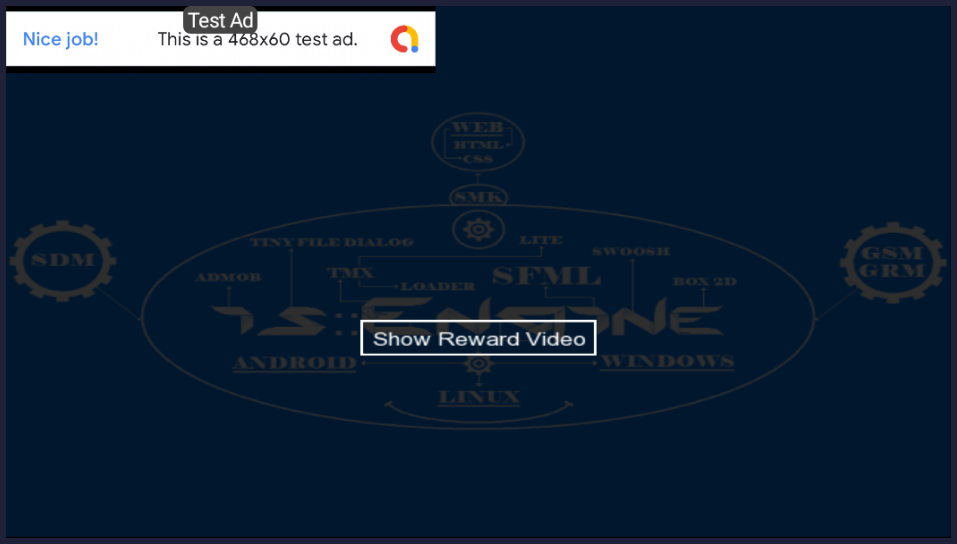 Test Ad
Nice job!
This is a 468x60 test ad.
WEB
HTML
CSS
SMK
SDM
GSM
GRM
TINY FILE DIALOG
LITE
SWOOSH
ADMOB
TMX
LOADER
SFML
BOX 2D
IS::ENGINE
Show Reward Video
ANDROID
WINDOWS
LINUX